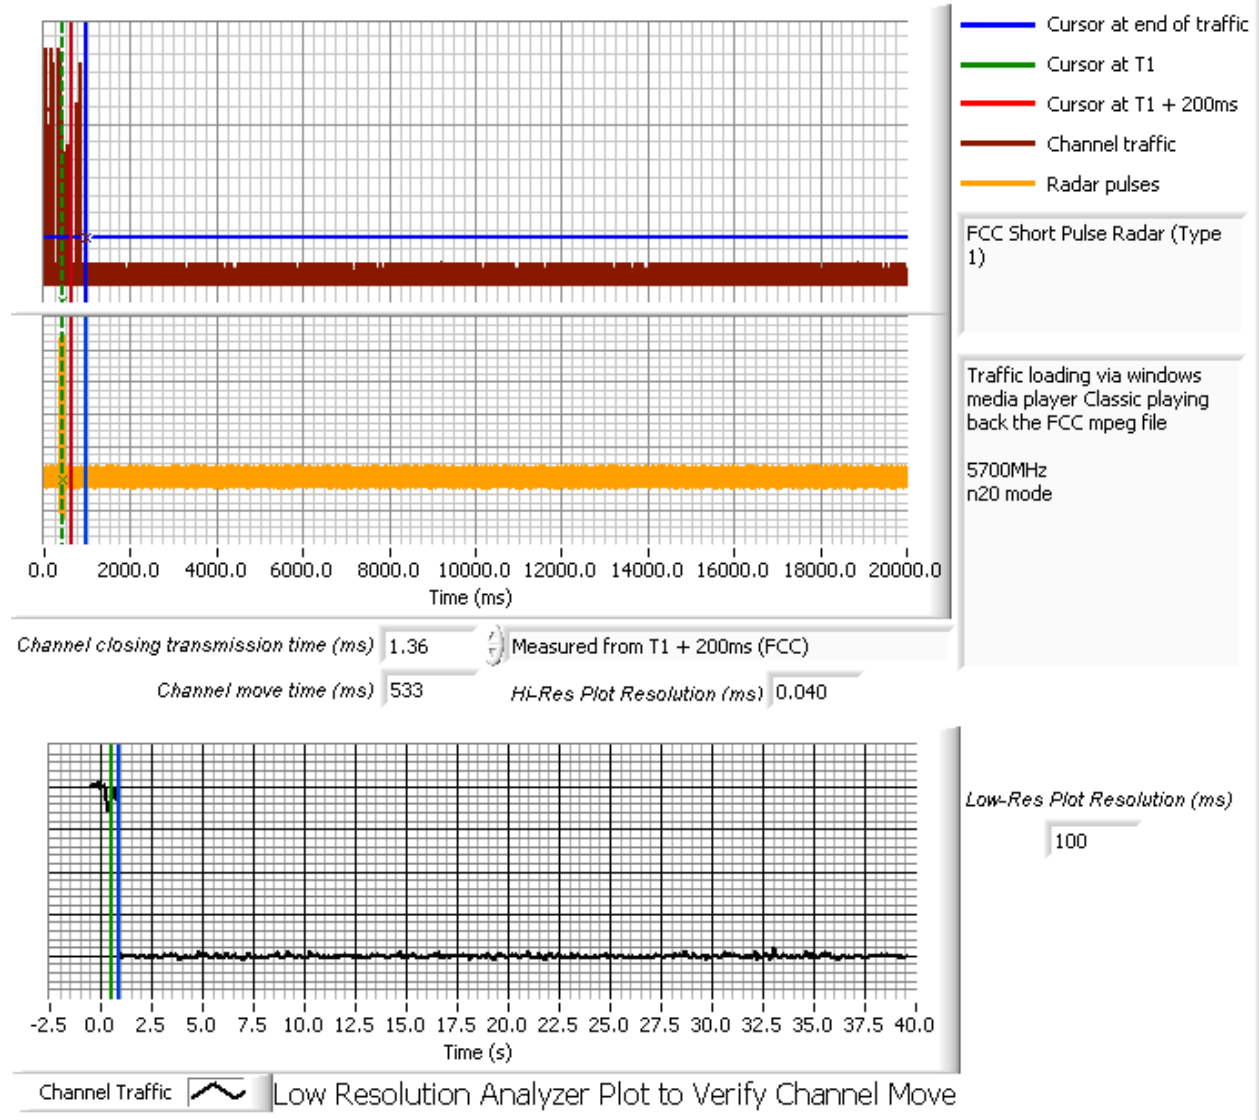 Cursor at end of traffic
Cursor at T1
Cursor at T1 + 200ms
Channel traffic
Radar pulses
FCC Short Pulse Radar (Type
1)
Traffic loading via windows
media player Classic playing
back the FCC mpeg file
5700MHz
n20 mode
0.0 2000.0 4000.0 6000.0 8000.0 10000.0 12000.0 14000.0 16000.0 18000.0 20000.0
Time (ms)
Channel closing transmission time (ms) 1.36 Measured from T1 + 200ms (FCC)
Channel move time (ms) 533 Hi-Res Plot Resolution (ms) 0.040
Low-Res Plot Resolution (ms)
100
-2.5 0.0 2.5 5.0 7.5 10.0 12.5 15.0 17.5 20.0 22.5 25.0 27.5 30.0 32.5 35.0 37.5 40.0
Time (s)
Channel Traffic Low Resolution Analyzer Plot to Verify Channel Move